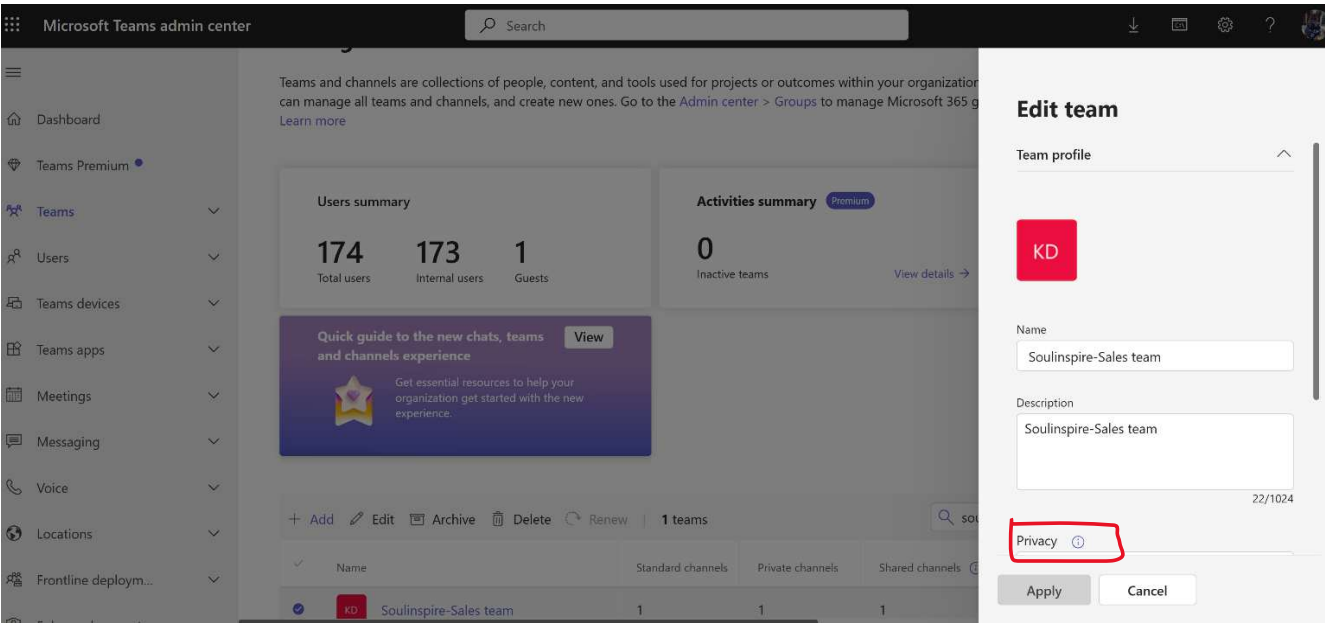 Microsoft Teams admin center
Search
Teams and channels are collections of people, content, and tools used for projects or outcomes within your organization
can manage all teams and channels, and create new ones. Go to the Admin center > Groups to manage Microsoft 365 g
Learn more
Dashboard
Teams Premium
Teams
Users
Teams devices
Teams apps
Meetings
Messaging
Voice
Locations
Frontline deploym...
Users summary
174 173 1
Total users Internal users Guests
Activities summary Premium
0
Inactive teams View details →
Quick guide to the new chats, teams
and channels experience
View
Get essential resources to help your
organization get started with the new
experience.
+ Add Edit Archive Delete Renew | 1 teams
sou
Name Standard channels Private channels Shared channels
KD Soulinspire-Sales team 1 1 1
Edit team
Team profile
KD
Name
Soulinspire-Sales team
Description
Soulinspire-Sales team
22/1024
Privacy
Apply Cancel